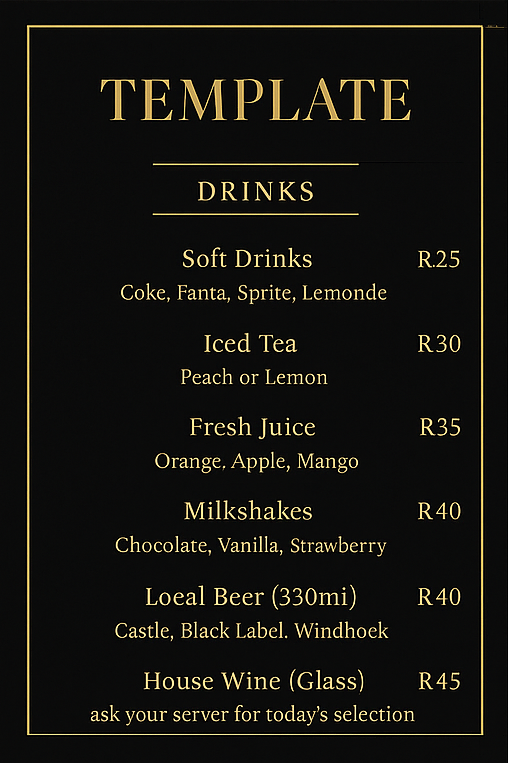 TEMPLATE
DRINKS
Soft Drinks R.25
Coke, Fanta, Sprite, Lemonde
Iced Tea R30
Peach or Lemon
Fresh Juice R35
Orange. Apple, Mango
Milkshakes R40
Chocolate, Vanilla, Strawberry
Loeal Beer (330mi) R40
Castle, Black Label. Windhoek
House Wine (Glass) R45
ask your server for today's selection